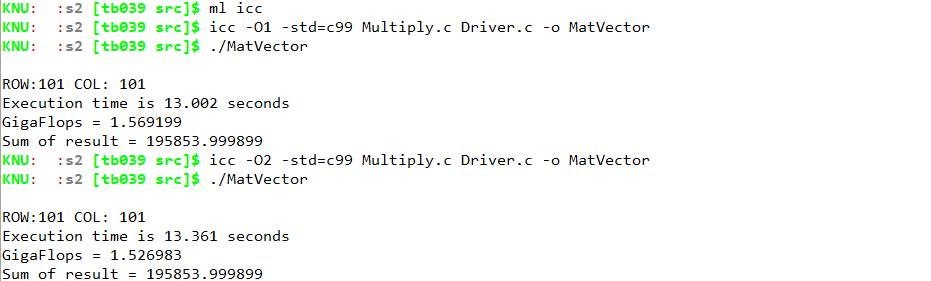 KNU:  :s2 [tb039 src]$ ml icc
KNU:  :s2 [tb039 src]$ icc -O1 -std=c99 Multiply.c Driver.c -o MatVector
KNU:  :s2 [tb039 src]$ ./MatVector
ROW:101 COL: 101
Execution time is 13.002 seconds
GigaFlops = 1.569199
Sum of result = 195853.999899
KNU:  :s2 [tb039 src]$ icc -O2 -std=c99 Multiply.c Driver.c -o MatVector
KNU:  :s2 [tb039 src]$ ./MatVector
ROW:101 COL: 101
Execution time is 13.361 seconds
GigaFlops = 1.526983
Sum of result = 195853.999899